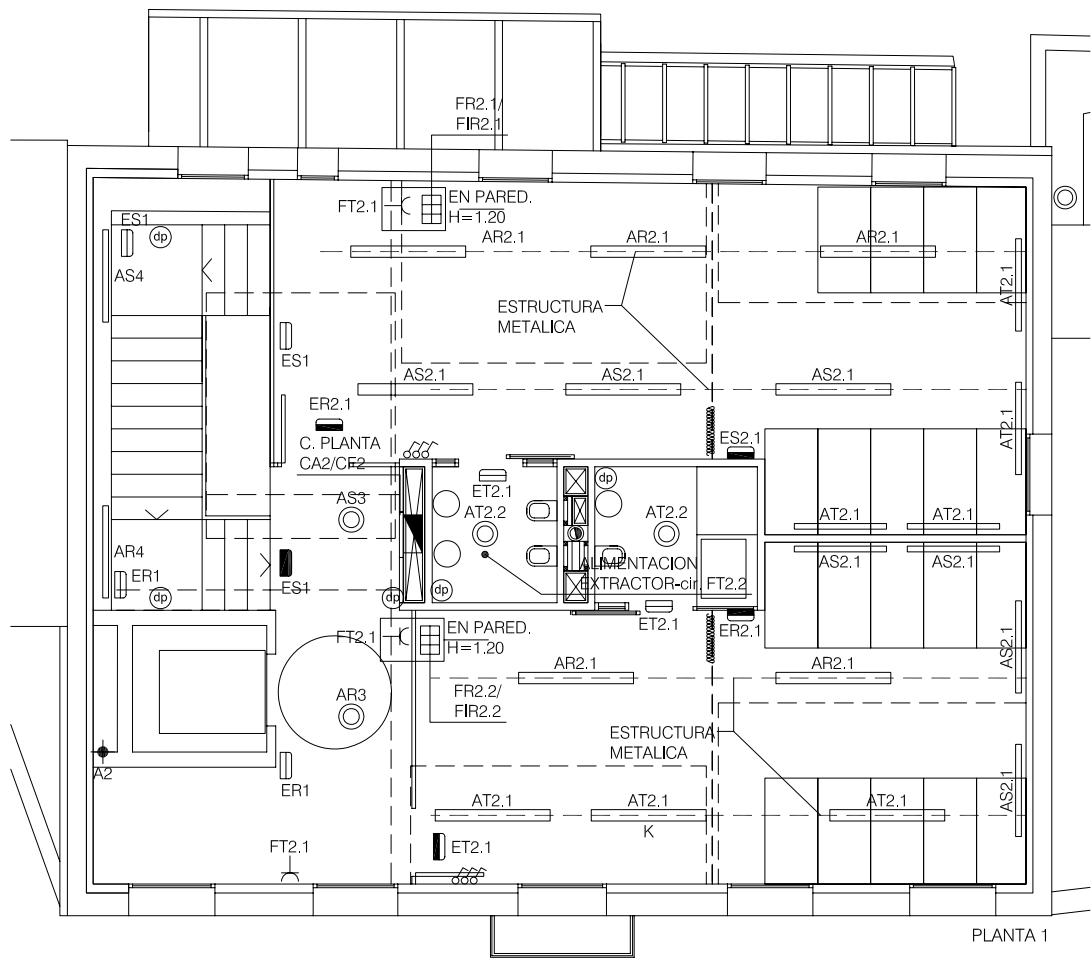 FR2.1/
FIR2.1
FT2.1
EN PARED.
H=1.20
ES1
dp
AS4
AR2.1
AR2.1
AR2.1
AT2.1
ESTRUCTURA
METALICA
ES1
AS2.1
AS2.1
AS2.1
AT2.1
ER2.1
C. PLANTA
CA2/CF2
ES2.1
ET2.1
dp
AS3
AT2.2
AT2.2
AT2.1
AT2.1
AR4
ER1
dp
ES1
dp
dp
ALIMENTACION
EXTRACTOR-cir. FT2.2
AS2.1
AS2.1
ET2.1
ER2.1
FT2.1
EN PARED.
H=1.20
AS2.1
AR2.1
AR2.1
FR2.2/
FIR2.2
AR3
ESTRUCTURA
METALICA
A2
ER1
AS2.1
AT2.1
AT2.1
K
AT2.1
FT2.1
ET2.1
PLANTA 1